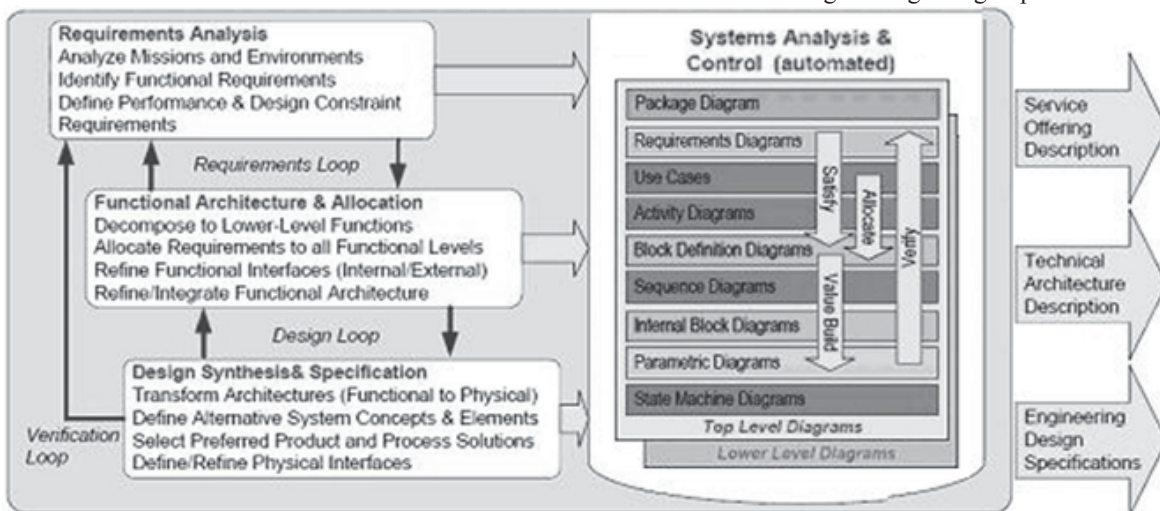 Requirements Analysis
Analyze Missions and Environments
Identify Functional Requirements
Define Performance & Design Constraint
Requirements
Requirements Loop
Functional Architecture & Allocation
Decompose to Lower-Level Functions
Allocate Requirements to all Functional Levels
Refine Functional Interfaces (Internal/External)
Refine/Integrate Functional Architecture
Design Loop
Design Synthesis& Specification
Transform Architectures (Functional to Physical)
Define Alternative System Concepts & Elements
Select Preferred Product and Process Solutions
Define/Refine Physical Interfaces
Verification
Loop
Systems Analysis &
Control (automated)
Package Diagram
Requirements Diagrams
Use Cases
Activity Diagrams
Block Definition Diagrams
Sequence Diagrams
Internal Block Diagrams
Parametric Diagrams
State Machine Diagrams
Satisfy
Allocate
Verify
Value Build
Top Level Diagrams
Lower Level Diagrams
Service
Offering
Description
Technical
Architecture
Description
Engineering
Design
Specifications